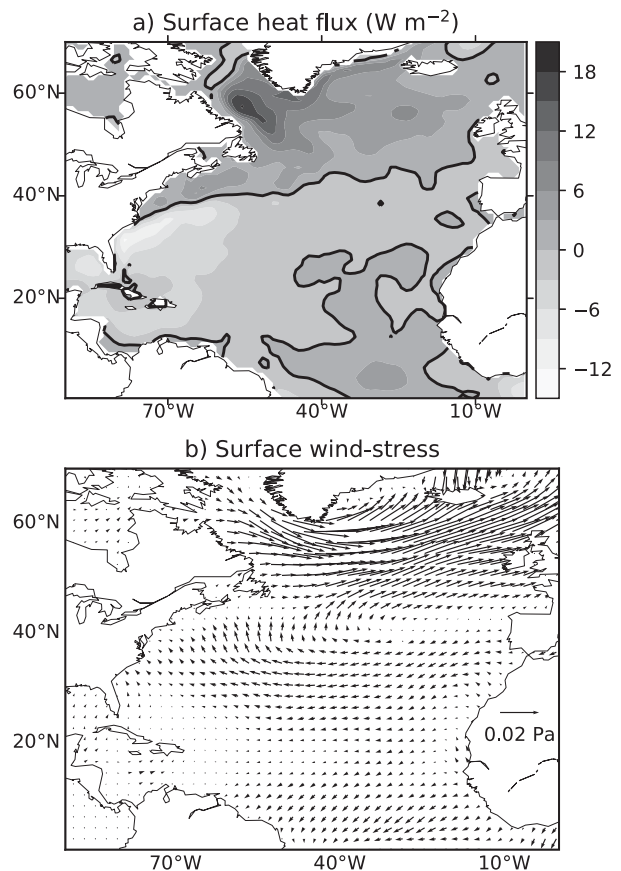 a) Surface heat flux (W m⁻²)
60°N
40°N
20°N
70°W 40°W 10°W
18
12
6
0
−6
−12
b) Surface wind-stress
60°N
40°N
20°N
0.02 Pa
70°W 40°W 10°W